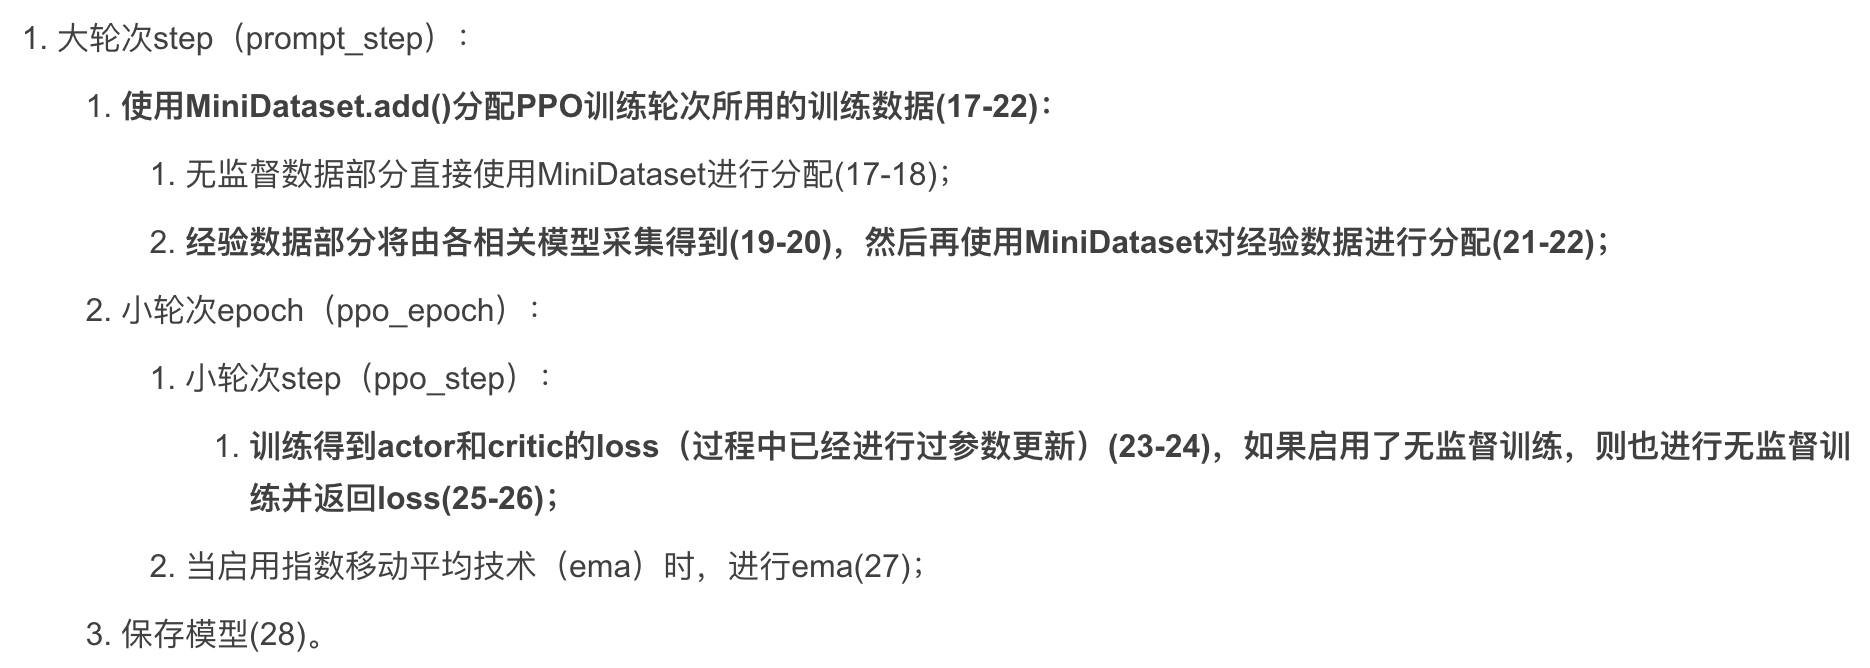 1. 大轮次step（prompt_step）：
1. 使用MiniDataset.add()分配PPO训练轮次所用的训练数据(17-22)：
1. 无监督数据部分直接使用MiniDataset进行分配(17-18)；
2. 经验数据部分将由各相关模型采集得到(19-20)，然后再使用MiniDataset对经验数据进行分配(21-22)；
2. 小轮次epoch（ppo_epoch）：
1. 小轮次step（ppo_step）：
1. 训练得到actor和critic的loss（过程中已经进行过参数更新）(23-24)，如果启用了无监督训练，则也进行无监督训
练并返回loss(25-26)；
2. 当启用指数移动平均技术（ema）时，进行ema(27)；
3. 保存模型(28)。